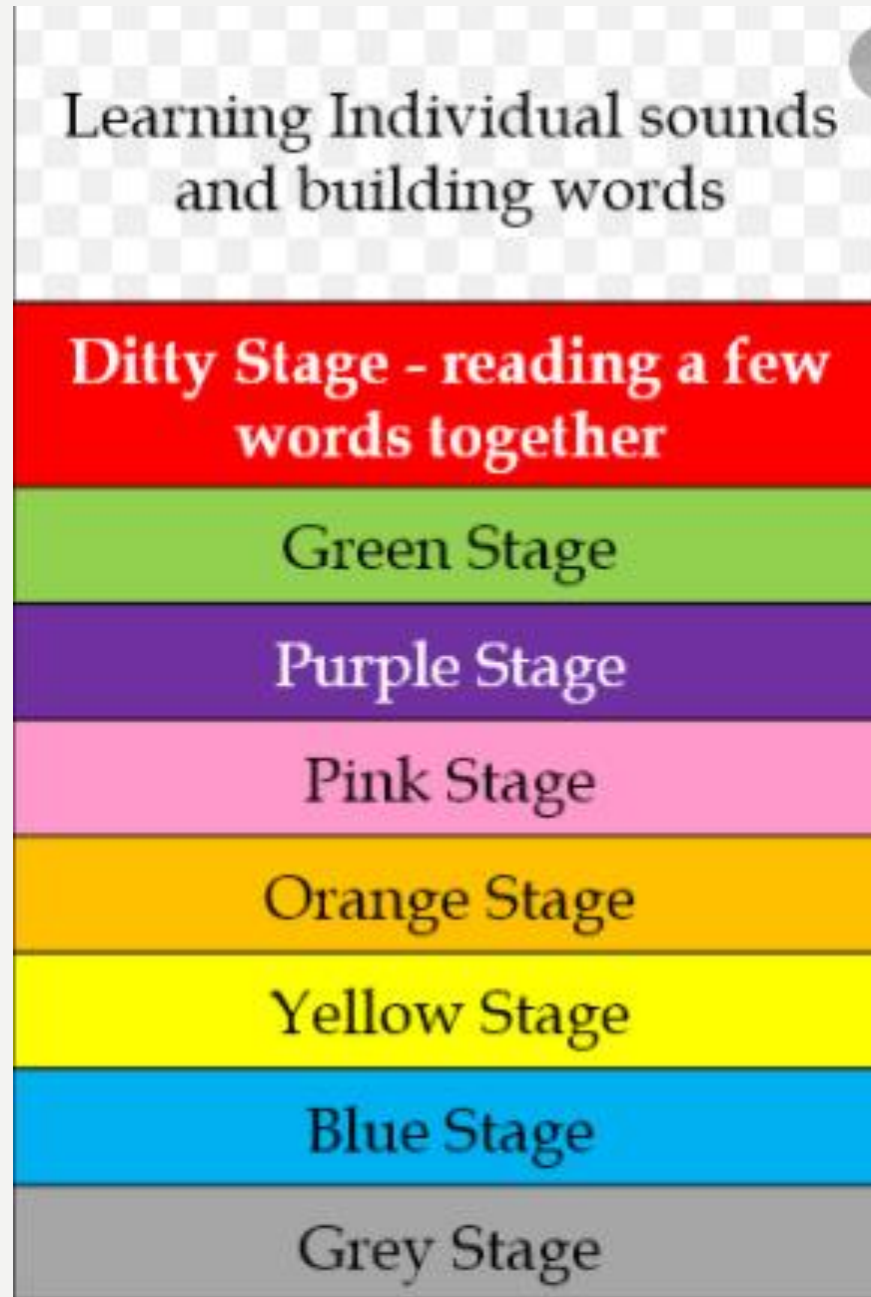 Learning Individual sounds
and building words
Ditty Stage - reading a few
words together
Green Stage
Purple Stage
Pink Stage
Orange Stage
Yellow Stage
Blue Stage
Grey Stage